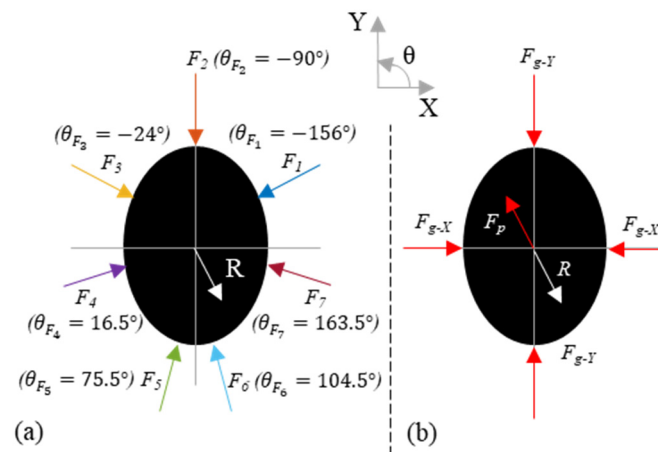 Y
θ
X
F2 (θF2 = −90°)
(θF3 = −24°)
F3
(θF1 = −156°)
F1
R
F4
(θF4 = 16.5°)
F7
(θF7 = 163.5°)
(θF5 = 75.5°) F5
F6 (θF6 = 104.5°)
(a)
Fg-Y
Fp
Fg-X
Fg-X
R
Fg-Y
(b)